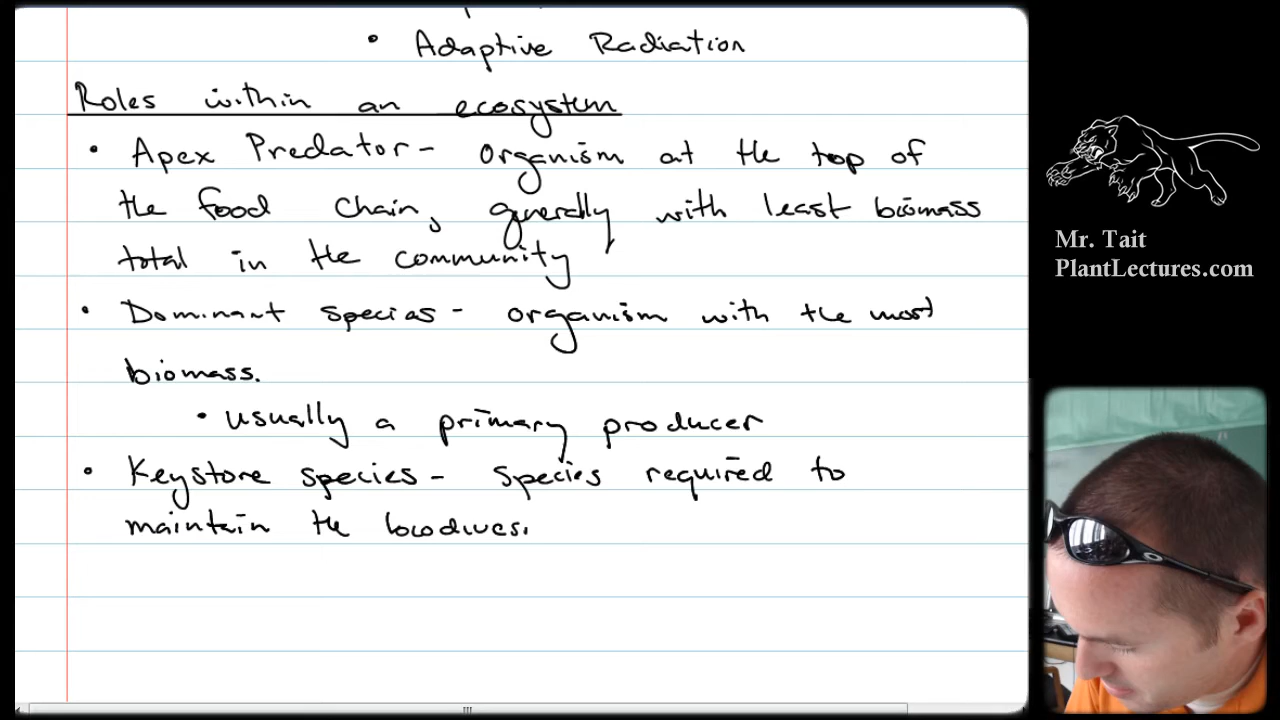 • Adaptive Radiation
Roles within an ecosystem
• Apex Predator - organism at the top of
the food chain, generally with least biomass
total in the community
• Dominant species - organism with the most
biomass.
• usually a primary producer
• Keystone species - species required to
maintain the
Mr. Tait
PlantLectures.com